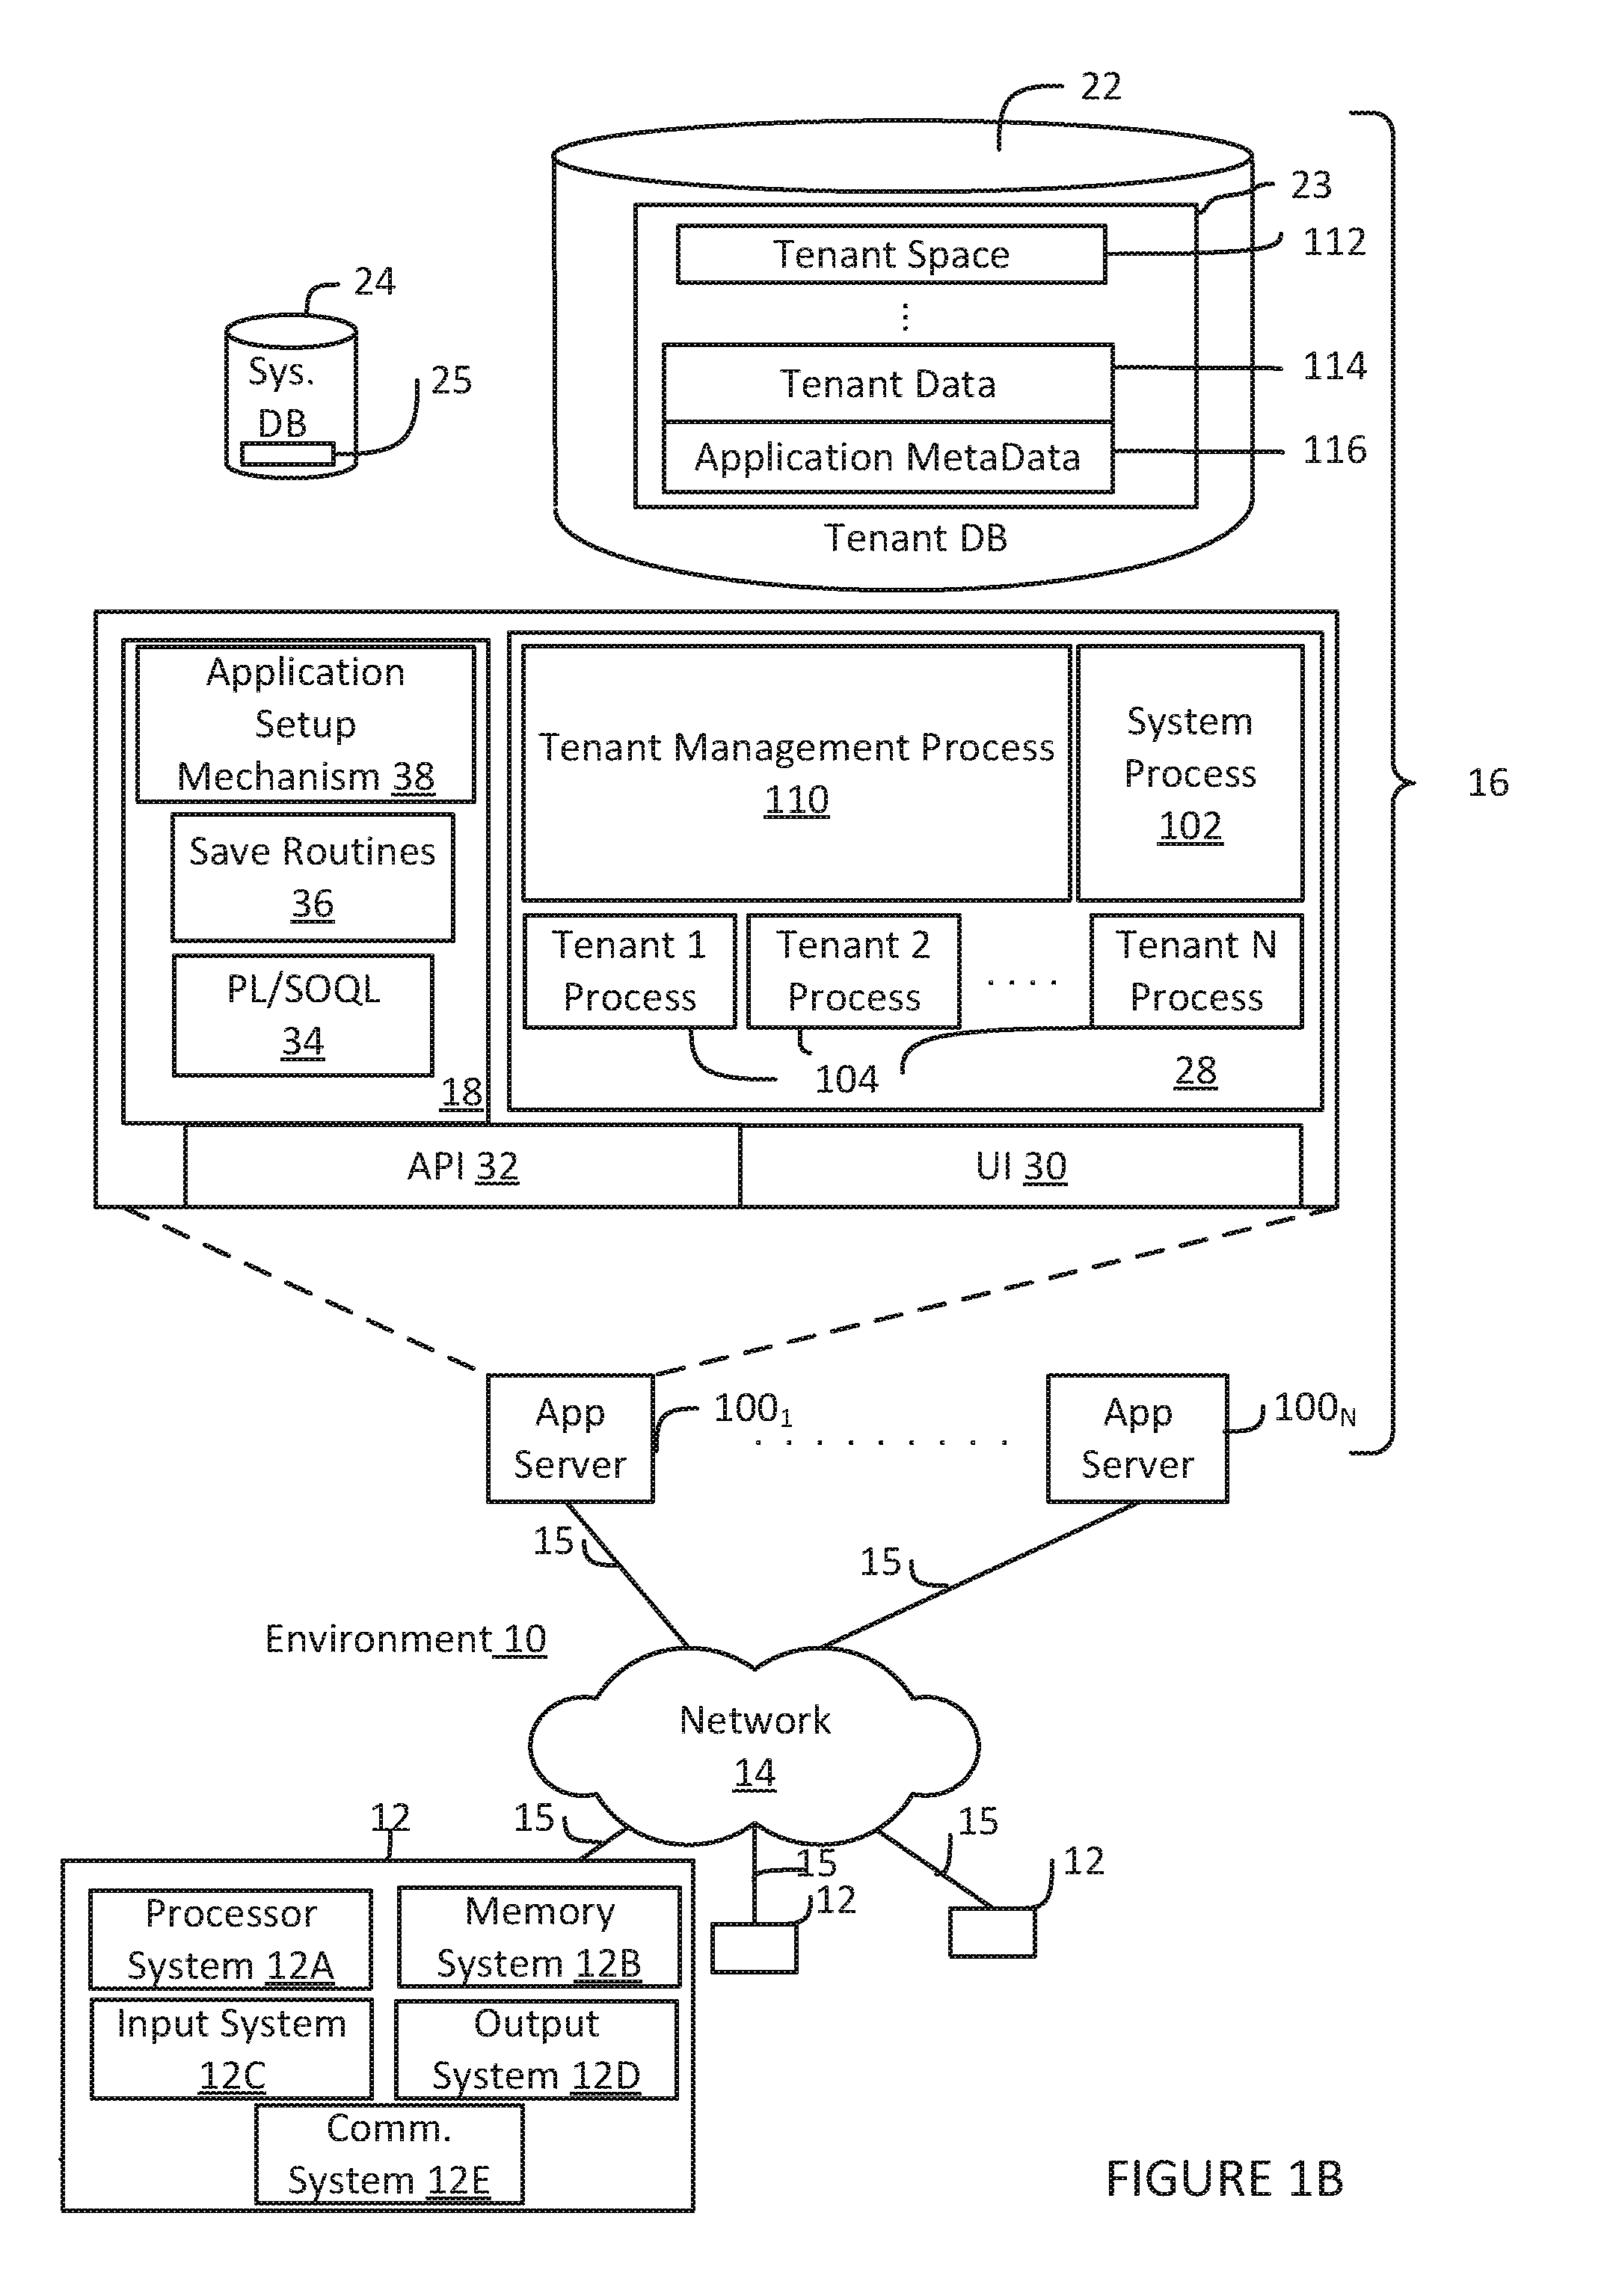 22
23
Tenant Space
112
24
Sys.
DB
25
Tenant Data
114
Application MetaData
116
Tenant DB
Application
Setup
Mechanism 38
Tenant Management Process
110
System
Process
102
16
Save Routines
36
Tenant 1
Process
Tenant 2
Process
. . . .
Tenant N
Process
PL/SOQL
34
104
28
18
API 32
UI 30
App
Server
100₁
. . . . . . . . .
App
Server
100N
15
15
Environment 10
Network
14
12
15
15
15
12
12
Processor
System 12A
Memory
System 12B
Input System
12C
Output
System 12D
Comm.
System 12E
FIGURE 1B